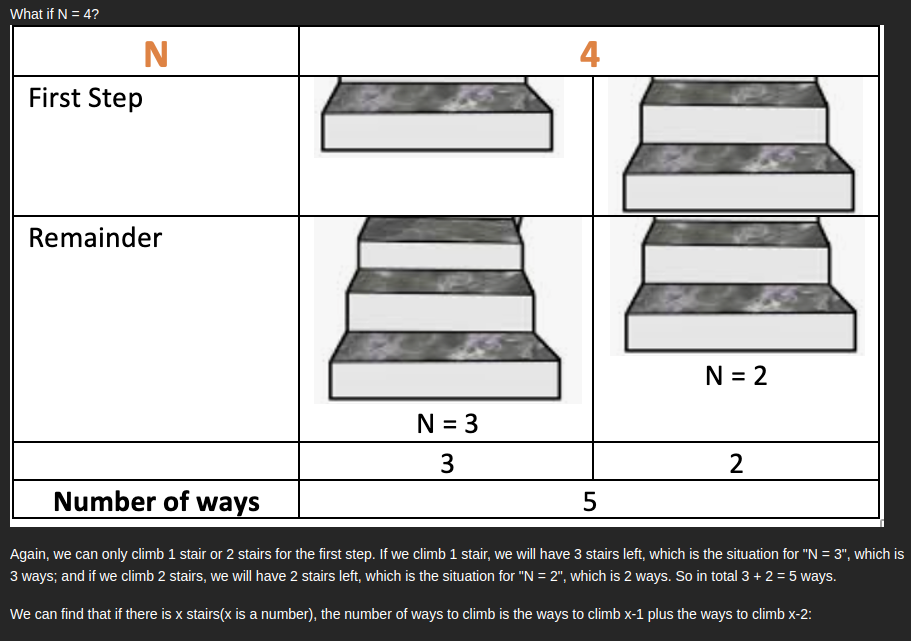 What if N = 4?
N 4
First Step
Remainder
N = 3
N = 2
3 2
Number of ways 5
Again, we can only climb 1 stair or 2 stairs for the first step. If we climb 1 stair, we will have 3 stairs left, which is the situation for "N = 3", which is
3 ways; and if we climb 2 stairs, we will have 2 stairs left, which is the situation for "N = 2", which is 2 ways. So in total 3 + 2 = 5 ways.
We can find that if there is x stairs(x is a number), the number of ways to climb is the ways to climb x-1 plus the ways to climb x-2: